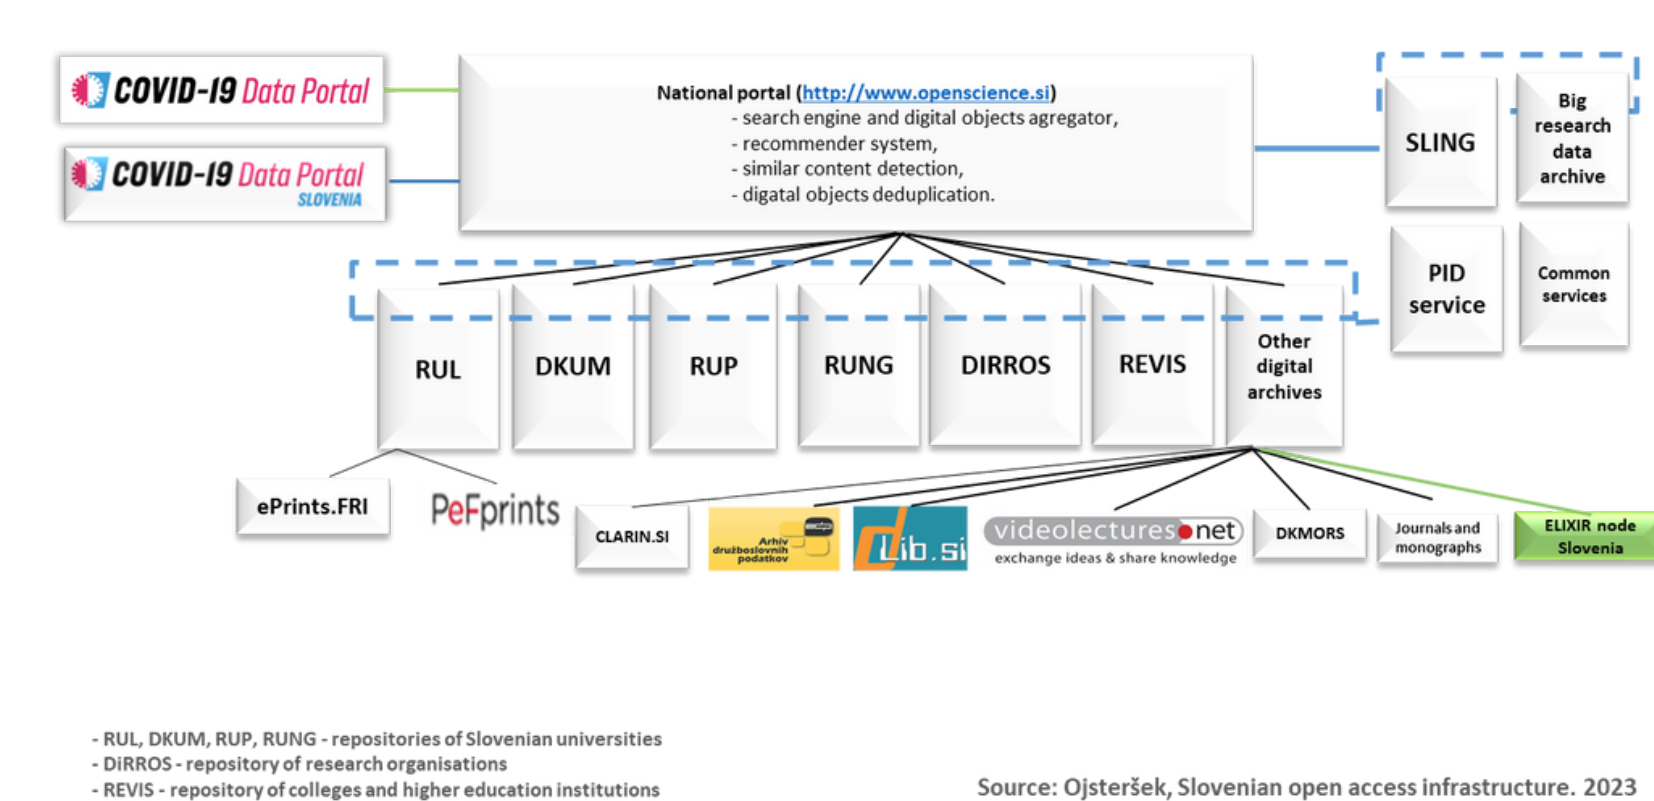 COVID-19 Data Portal
COVID-19 Data Portal
SLOVENIA
National portal (http://www.openscience.si)
- search engine and digital objects agregator,
- recommender system,
- similar content detection,
- digatal objects deduplication.
SLING
Big
research
data
archive
PID
service
Common
services
RUL
DKUM
RUP
RUNG
DIRROS
REVIS
Other
digital
archives
ePrints.FRI
PeFprints
CLARIN.SI
Arhiv
družboslovnih
podatkov
dLib.si
videolectures.net
exchange ideas & share knowledge
DKMORS
Journals and
monographs
ELIXIR node
Slovenia
- RUL, DKUM, RUP, RUNG - repositories of Slovenian universities
- DiRROS - repository of research organisations
- REVIS - repository of colleges and higher education institutions
Source: Ojsteršek, Slovenian open access infrastructure. 2023